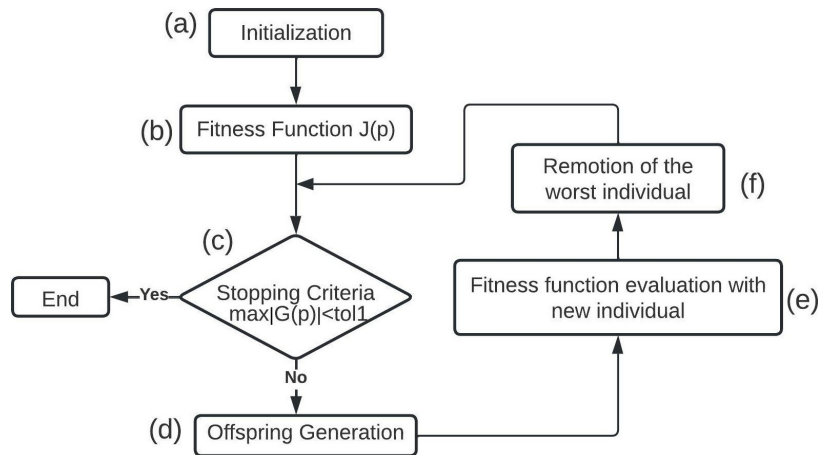 (a)
Initialization
(b)
Fitness Function J(p)
(c)
Stopping Criteria
max|G(p)|<tol1
Yes
End
No
(d)
Offspring Generation
Fitness function evaluation with
new individual
(e)
Remotion of the
worst individual
(f)